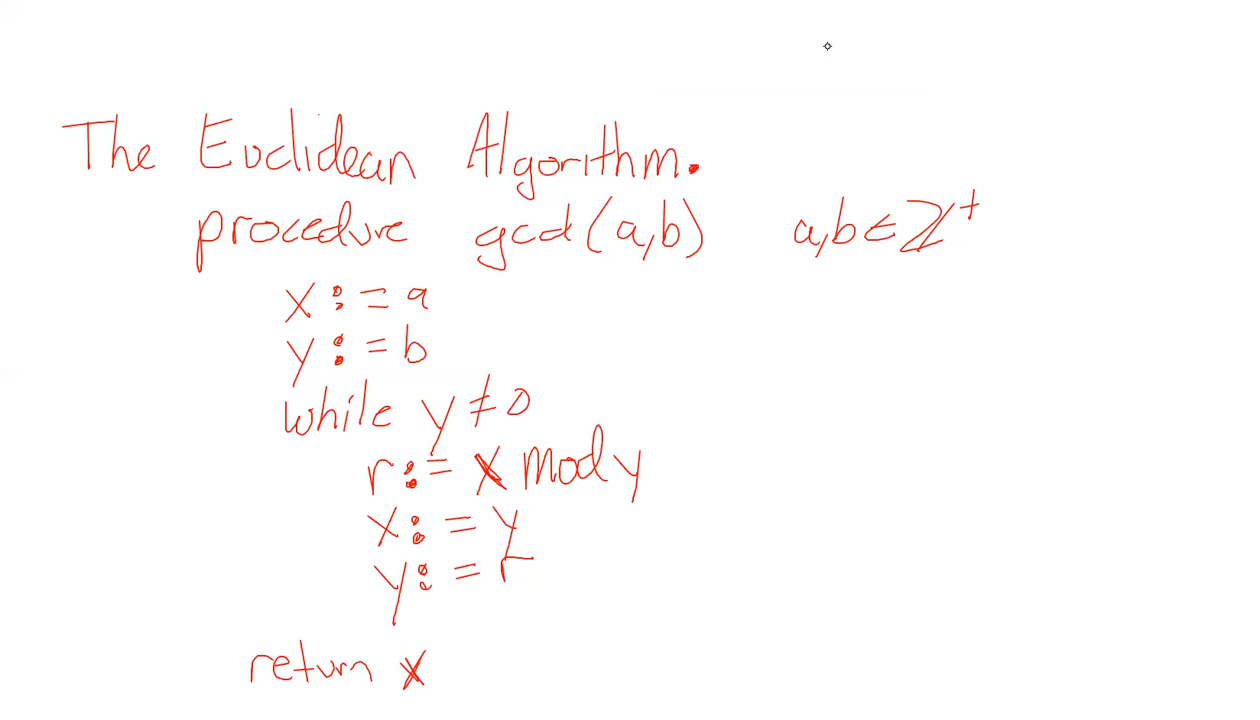 The Euclidean Algorithm.
procedure gcd(a,b) a,b ∈ ℤ⁺
x := a
y := b
while y ≠ 0
r := x mod y
x := y
y := r
return x